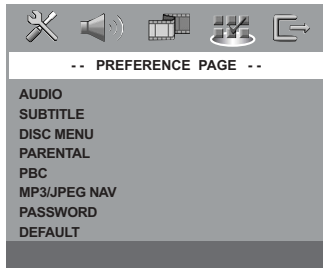 -- PREFERENCE PAGE --
AUDIO
SUBTITLE
DISC MENU
PARENTAL
PBC
MP3/JPEG NAV
PASSWORD
DEFAULT